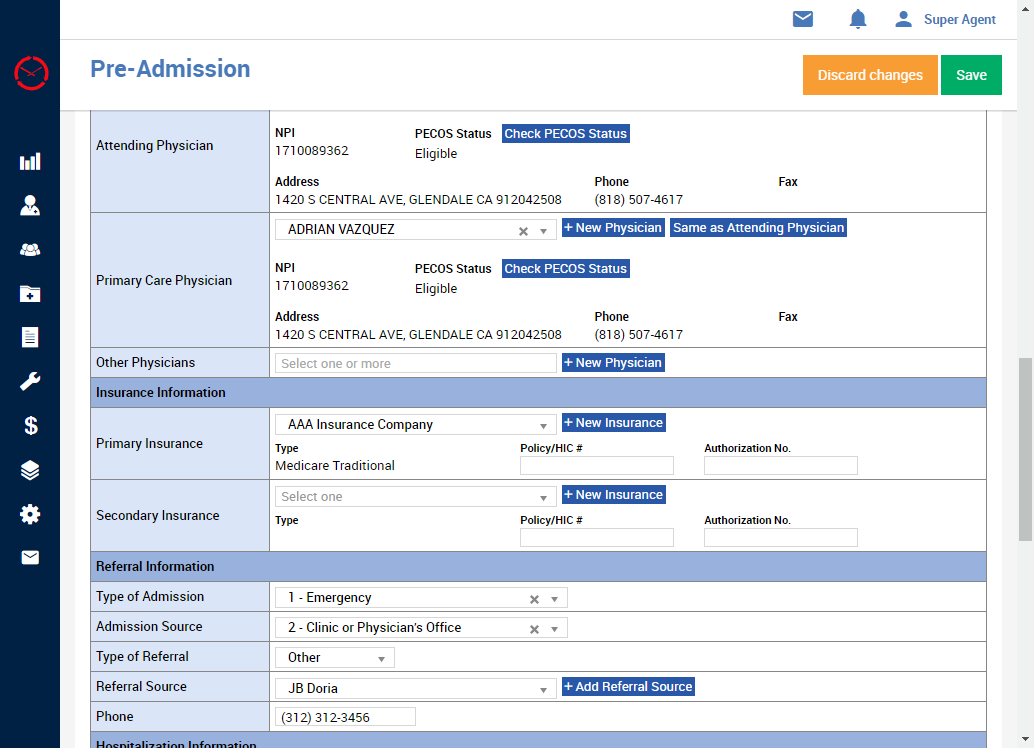 Super Agent
Pre-Admission
Discard changes
Save
Attending Physician
NPI
PECOS Status Check PECOS Status
1710089362
Eligible
Address
Phone
Fax
1420 S CENTRAL AVE, GLENDALE CA 912042508
(818) 507-4617
Primary Care Physician
ADRIAN VAZQUEZ
+ New Physician
Same as Attending Physician
NPI
PECOS Status Check PECOS Status
1710089362
Eligible
Address
Phone
Fax
1420 S CENTRAL AVE, GLENDALE CA 912042508
(818) 507-4617
Other Physicians
Select one or more
+ New Physician
Insurance Information
Primary Insurance
AAA Insurance Company
+ New Insurance
Type
Policy/HIC #
Authorization No.
Medicare Traditional
Secondary Insurance
Select one
+ New Insurance
Type
Policy/HIC #
Authorization No.
Referral Information
Type of Admission
1 - Emergency
Admission Source
2 - Clinic or Physician's Office
Type of Referral
Other
Referral Source
JB Doria
+ Add Referral Source
Phone
(312) 312-3456
Hospitalization Information